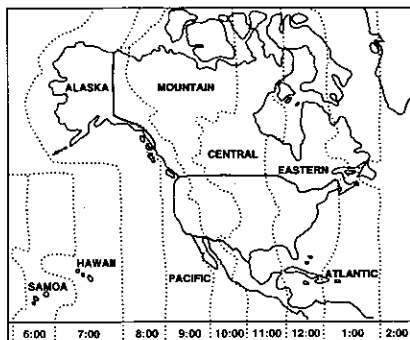 ALASKA MOUNTAIN
CENTRAL
EASTERN
HAWAII
SAMOA
PACIFIC
ATLANTIC
6:00 7:00 8:00 9:00 10:00 11:00 12:00 1:00 2:00